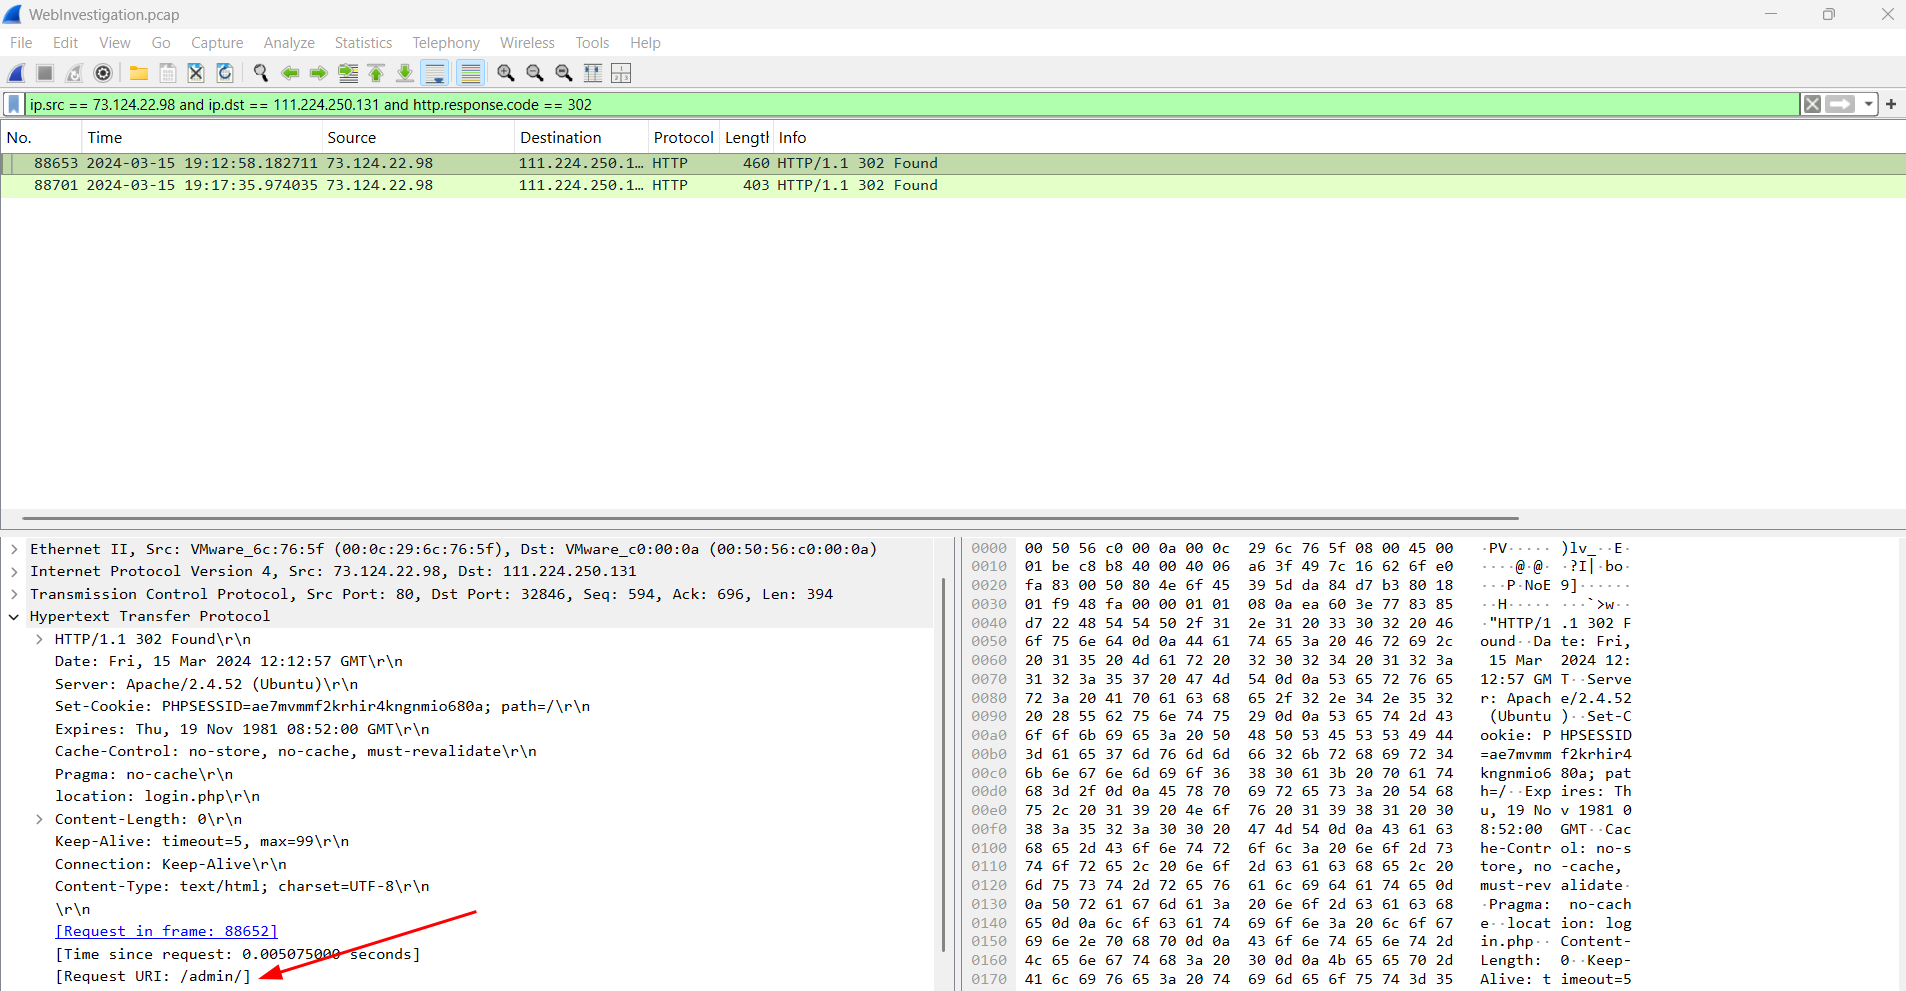 WebInvestigation.pcap
File Edit View Go Capture Analyze Statistics Telephony Wireless Tools Help
ip.src == 73.124.22.98 and ip.dst == 111.224.250.131 and http.response.code == 302
No. Time Source Destination Protocol Length Info
88653 2024-03-15 19:12:58.182711 73.124.22.98 111.224.250.1… HTTP 460 HTTP/1.1 302 Found
88701 2024-03-15 19:17:35.974035 73.124.22.98 111.224.250.1… HTTP 403 HTTP/1.1 302 Found
Ethernet II, Src: VMware_6c:76:5f (00:0c:29:6c:76:5f), Dst: VMware_c0:00:0a (00:50:56:c0:00:0a)
Internet Protocol Version 4, Src: 73.124.22.98, Dst: 111.224.250.131
Transmission Control Protocol, Src Port: 80, Dst Port: 32846, Seq: 594, Ack: 696, Len: 394
Hypertext Transfer Protocol
HTTP/1.1 302 Found\r\n
Date: Fri, 15 Mar 2024 12:12:57 GMT\r\n
Server: Apache/2.4.52 (Ubuntu)\r\n
Set-Cookie: PHPSESSID=ae7mvmmf2krhir4kngnmio680a; path=/\r\n
Expires: Thu, 19 Nov 1981 08:52:00 GMT\r\n
Cache-Control: no-store, no-cache, must-revalidate\r\n
Pragma: no-cache\r\n
location: login.php\r\n
Content-Length: 0\r\n
Keep-Alive: timeout=5, max=99\r\n
Connection: Keep-Alive\r\n
Content-Type: text/html; charset=UTF-8\r\n
\r\n
[Request in frame: 88652]
[Time since request: 0.005075000 seconds]
[Request URI: /admin/]
0000 00 50 56 c0 00 0a 00 0c 29 6c 76 5f 08 00 45 00 ·PV····· )lv_··E·
0010 01 be c8 b8 40 00 40 06 a6 3f 49 7c 16 62 6f e0 ····@·@· ·?I|·bo·
0020 fa 83 00 50 80 4e 6f 45 39 5d da 84 d7 b3 80 18 ···P·NoE 9]······
0030 01 f9 48 fa 00 00 01 01 08 0a ea 60 3e 77 83 85 ··H····· ···`>w··
0040 d7 22 48 54 54 50 2f 31 2e 31 20 33 30 32 20 46 ·"HTTP/1 .1 302 F
0050 6f 75 6e 64 0d 0a 44 61 74 65 3a 20 46 72 69 2c ound··Da te: Fri,
0060 20 31 35 20 4d 61 72 20 32 30 32 34 20 31 32 3a 15 Mar 2024 12:
0070 31 32 3a 35 37 20 47 4d 54 0d 0a 53 65 72 76 65 12:57 GM T··Serve
0080 72 3a 20 41 70 61 63 68 65 2f 32 2e 34 2e 35 32 r: Apach e/2.4.52
0090 20 28 55 62 75 6e 74 75 29 0d 0a 53 65 74 2d 43 (Ubuntu )··Set-C
00a0 6f 6f 6b 69 65 3a 20 50 48 50 53 45 53 53 49 44 ookie: P HPSESSID
00b0 3d 61 65 37 6d 76 6d 6d 66 32 6b 72 68 69 72 34 =ae7mvmm f2krhir4
00c0 6b 6e 67 6e 6d 69 6f 36 38 30 61 3b 20 70 61 74 kngnmio6 80a; pat
00d0 68 3d 2f 0d 0a 45 78 70 69 72 65 73 3a 20 54 68 h=/··Exp ires: Th
00e0 75 2c 20 31 39 20 4e 6f 76 20 31 39 38 31 20 30 u, 19 No v 1981 0
00f0 38 3a 35 32 3a 30 30 20 47 4d 54 0d 0a 43 61 63 8:52:00 GMT··Cac
0100 68 65 2d 43 6f 6e 74 72 6f 6c 3a 20 6e 6f 2d 73 he-Contr ol: no-s
0110 74 6f 72 65 2c 20 6e 6f 2d 63 61 63 68 65 2c 20 tore, no -cache,
0120 6d 75 73 74 2d 72 65 76 61 6c 69 64 61 74 65 0d must-rev alidate·
0130 0a 50 72 61 67 6d 61 3a 20 6e 6f 2d 63 61 63 68 ·Pragma: no-cach
0140 65 0d 0a 6c 6f 63 61 74 69 6f 6e 3a 20 6c 6f 67 e··locat ion: log
0150 69 6e 2e 70 68 70 0d 0a 43 6f 6e 74 65 6e 74 2d in.php·· Content-
0160 4c 65 6e 67 74 68 3a 20 30 0d 0a 4b 65 65 70 2d Length: 0··Keep-
0170 41 6c 69 76 65 3a 20 74 69 6d 65 6f 75 74 3d 35 Alive: t imeout=5